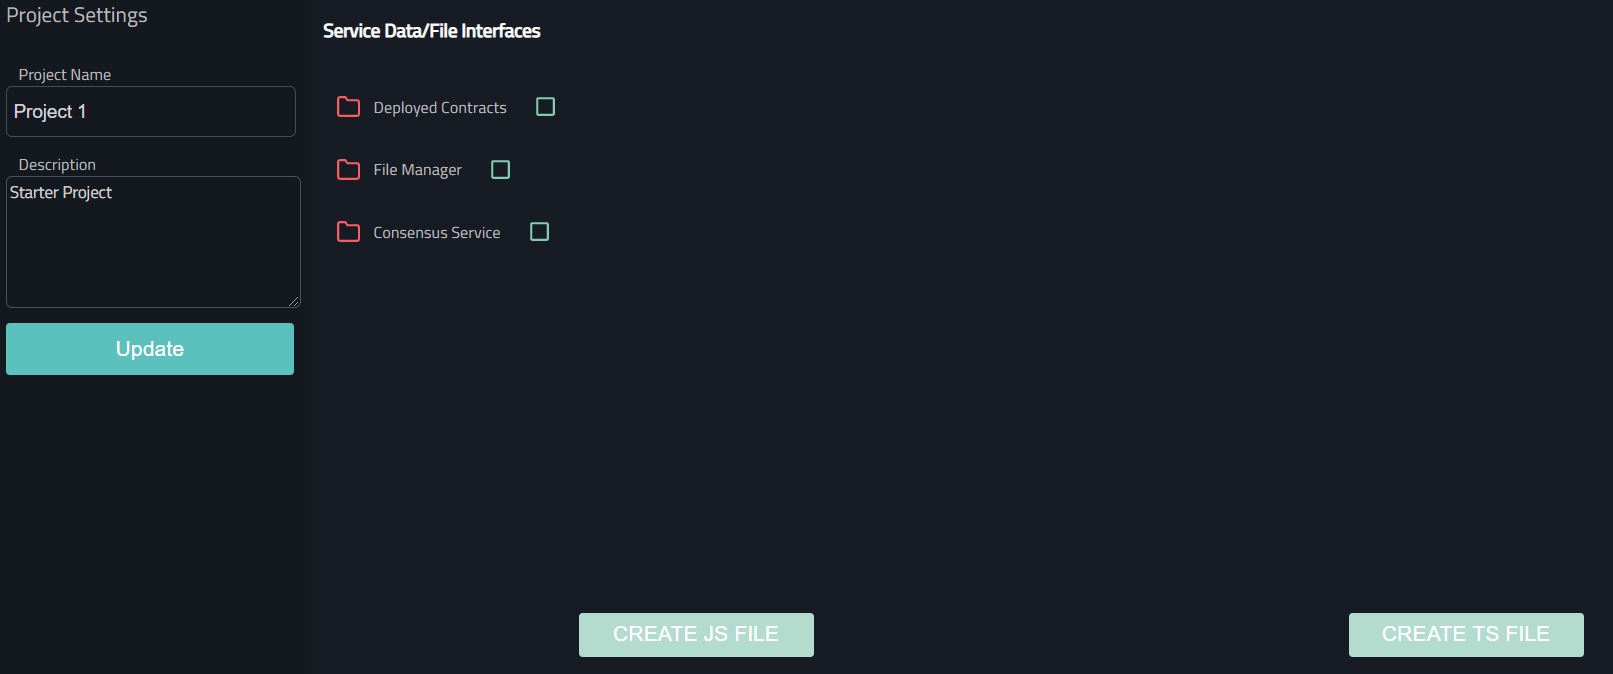 Project Settings
Project Name
Project 1
Description
Starter Project
Update
Service Data/File Interfaces
Deployed Contracts
File Manager
Consensus Service
CREATE JS FILE
CREATE TS FILE